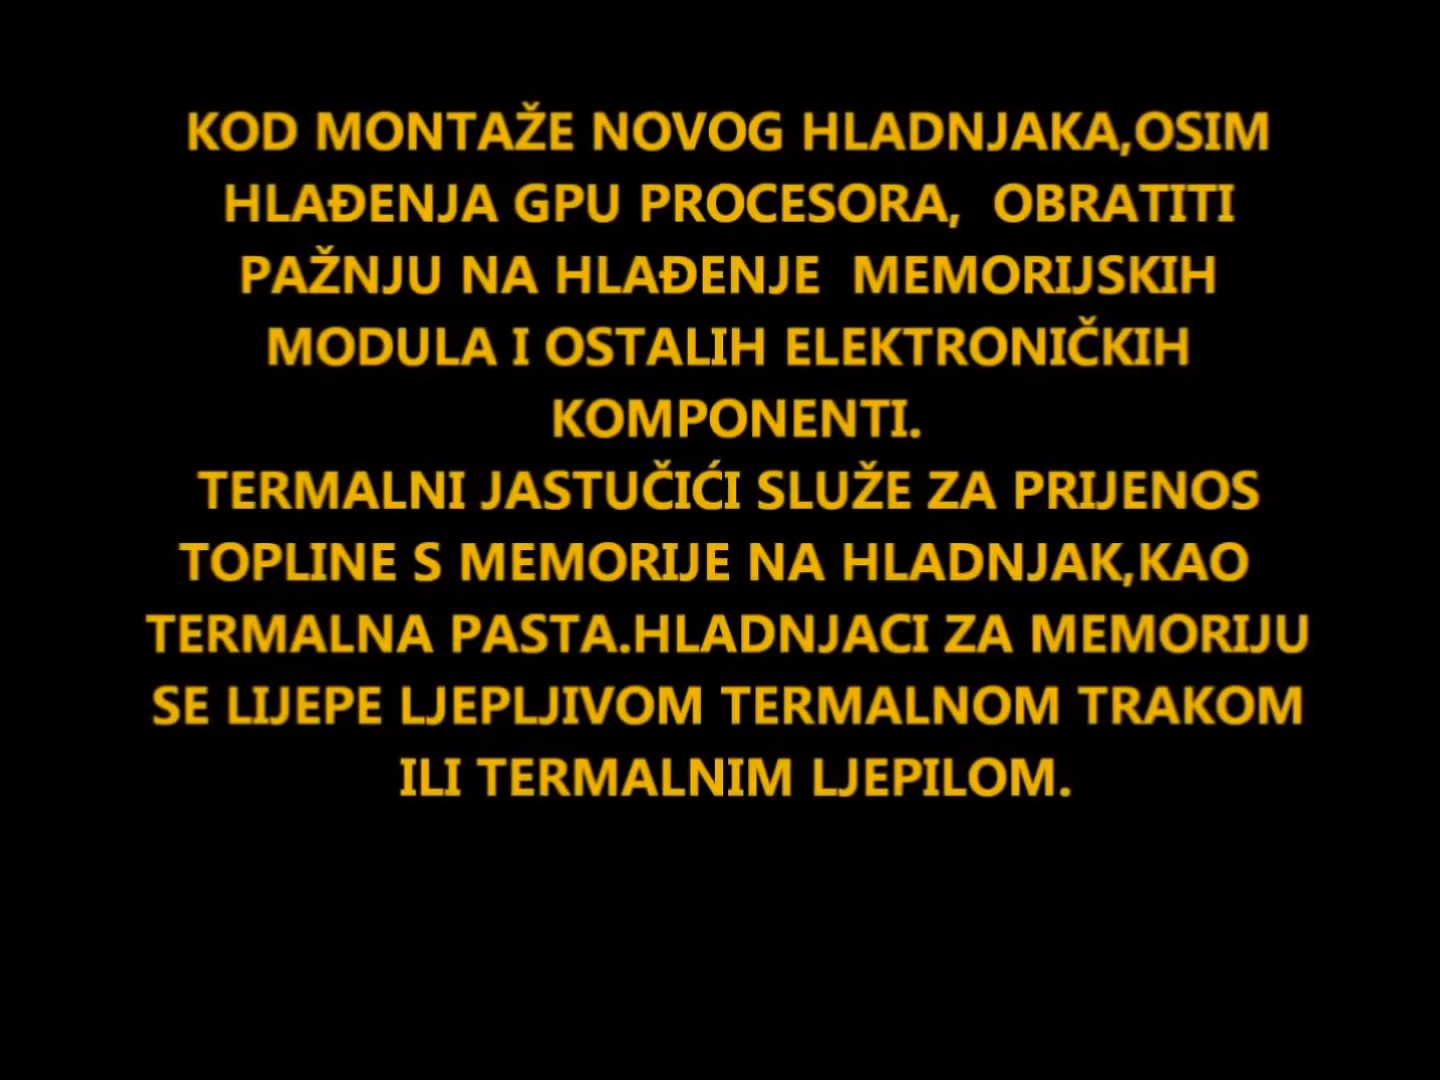 KOD MONTAŽE NOVOG HLADNJAKA,OSIM
HLAĐENJA GPU PROCESORA, OBRATITI
PAŽNJU NA HLAĐENJE MEMORIJSKIH
MODULA I OSTALIH ELEKTRONIČKIH
KOMPONENTI.
TERMALNI JASTUČIĆI SLUŽE ZA PRIJENOS
TOPLINE S MEMORIJE NA HLADNJAK,KAO
TERMALNA PASTA.HLADNJACI ZA MEMORIJU
SE LIJEPE LJEPLJIVOM TERMALNOM TRAKOM
ILI TERMALNIM LJEPILOM.